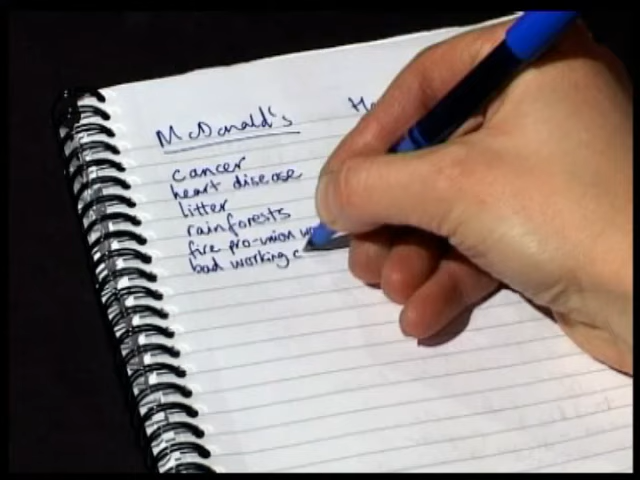 McDonald's
cancer
heart disease
litter
rainforests
fire pro-union
bad working